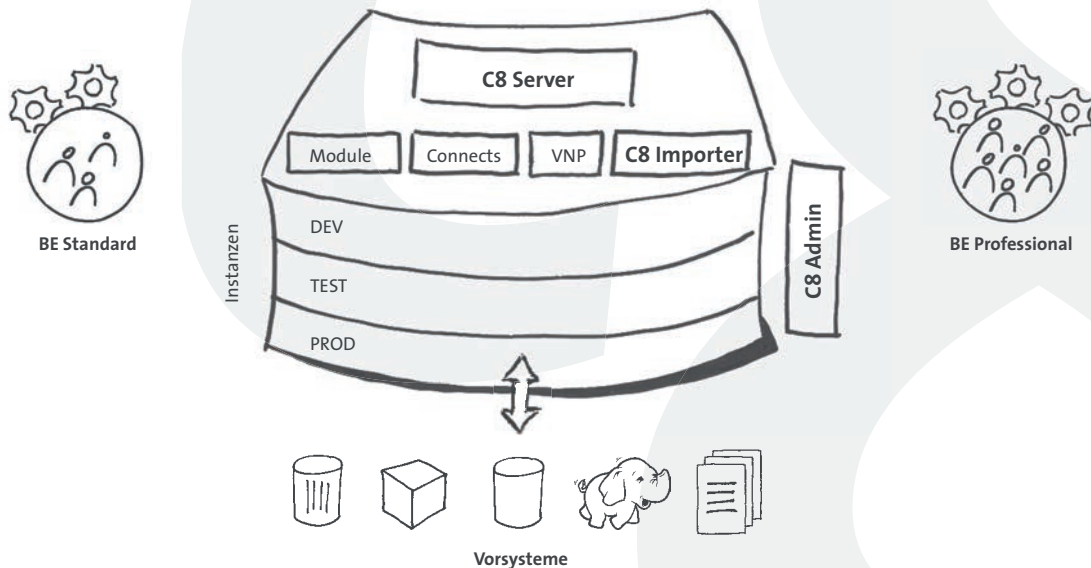 C8 Server
Module
Connects
VNP
C8 Importer
BE Standard
Instanzen
DEV
TEST
PROD
C8 Admin
BE Professional
Vorsysteme